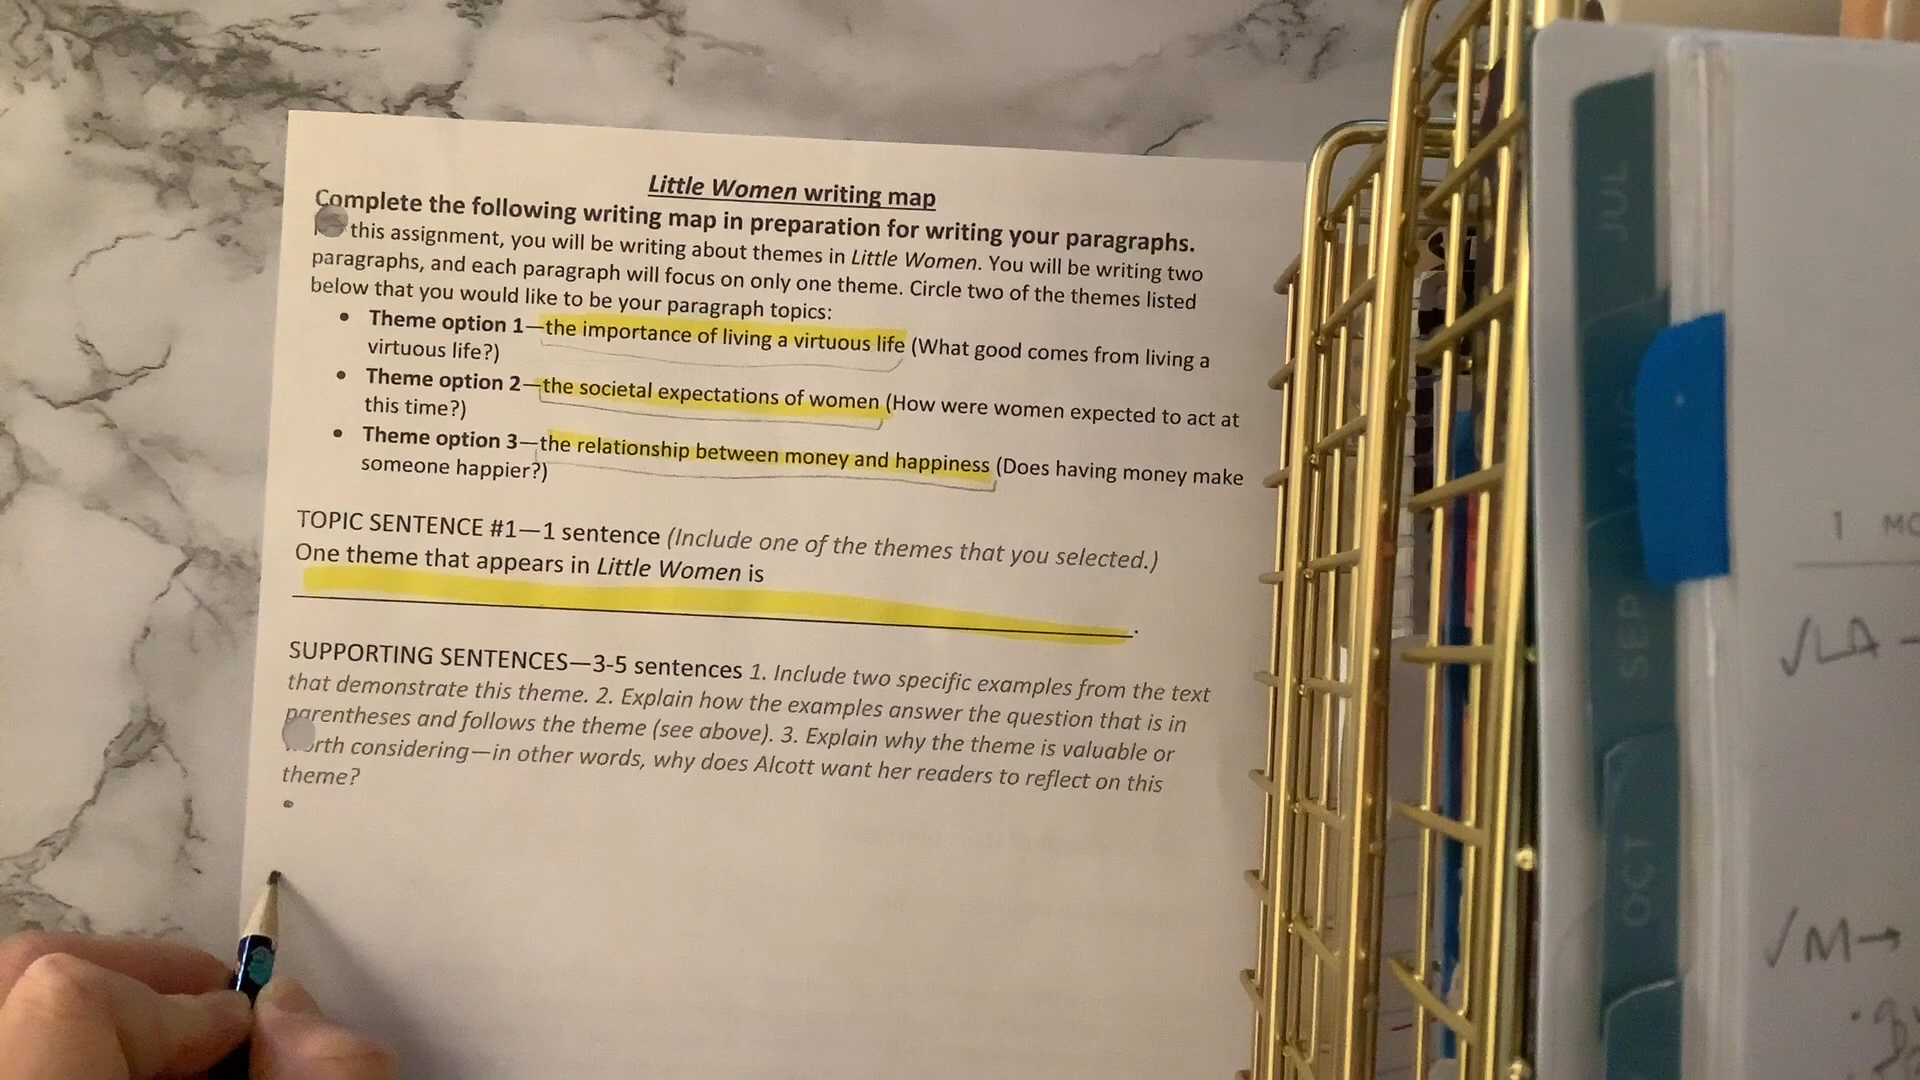 Little Women writing map
Complete the following writing map in preparation for writing your paragraphs.
this assignment, you will be writing about themes in Little Women. You will be writing two
paragraphs, and each paragraph will focus on only one theme. Circle two of the themes listed
below that you would like to be your paragraph topics:
• Theme option 1—the importance of living a virtuous life (What good comes from living a
virtuous life?)
• Theme option 2—the societal expectations of women (How were women expected to act at
this time?)
• Theme option 3—the relationship between money and happiness (Does having money make
someone happier?)
TOPIC SENTENCE #1—1 sentence (Include one of the themes that you selected.)
One theme that appears in Little Women is
.
SUPPORTING SENTENCES—3-5 sentences 1. Include two specific examples from the text
that demonstrate this theme. 2. Explain how the examples answer the question that is in
parentheses and follows the theme (see above). 3. Explain why the theme is valuable or
considering—in other words, why does Alcott want her readers to reflect on this
theme?
•
JUL
SEP
OCT
1
√LA -
√M→